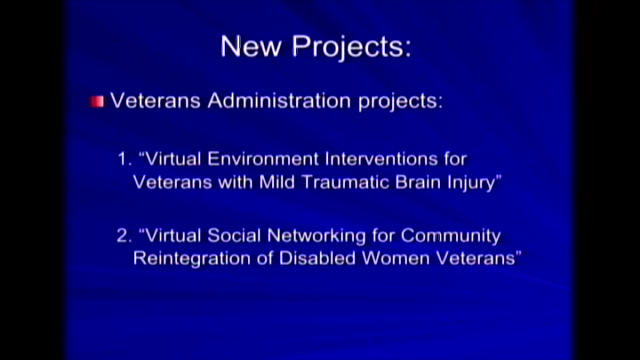 New Projects:
Veterans Administration projects:
1. “Virtual Environment Interventions for
Veterans with Mild Traumatic Brain Injury”
2. “Virtual Social Networking for Community
Reintegration of Disabled Women Veterans”